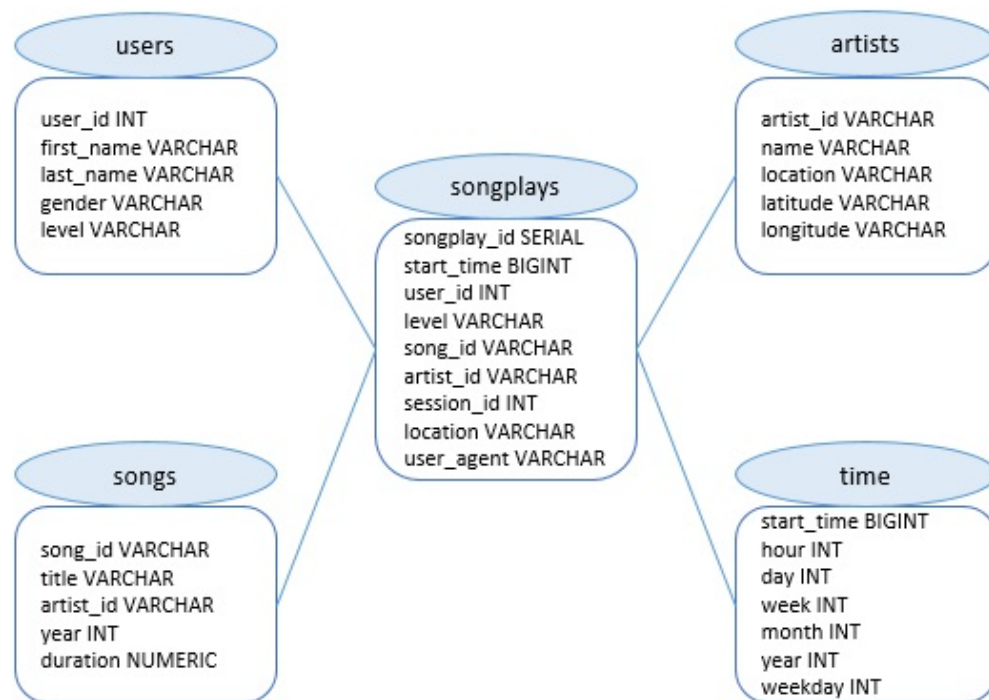 users
user_id INT
first_name VARCHAR
last_name VARCHAR
gender VARCHAR
level VARCHAR
artists
artist_id VARCHAR
name VARCHAR
location VARCHAR
latitude VARCHAR
longitude VARCHAR
songplays
songplay_id SERIAL
start_time BIGINT
user_id INT
level VARCHAR
song_id VARCHAR
artist_id VARCHAR
session_id INT
location VARCHAR
user_agent VARCHAR
songs
song_id VARCHAR
title VARCHAR
artist_id VARCHAR
year INT
duration NUMERIC
time
start_time BIGINT
hour INT
day INT
week INT
month INT
year INT
weekday INT